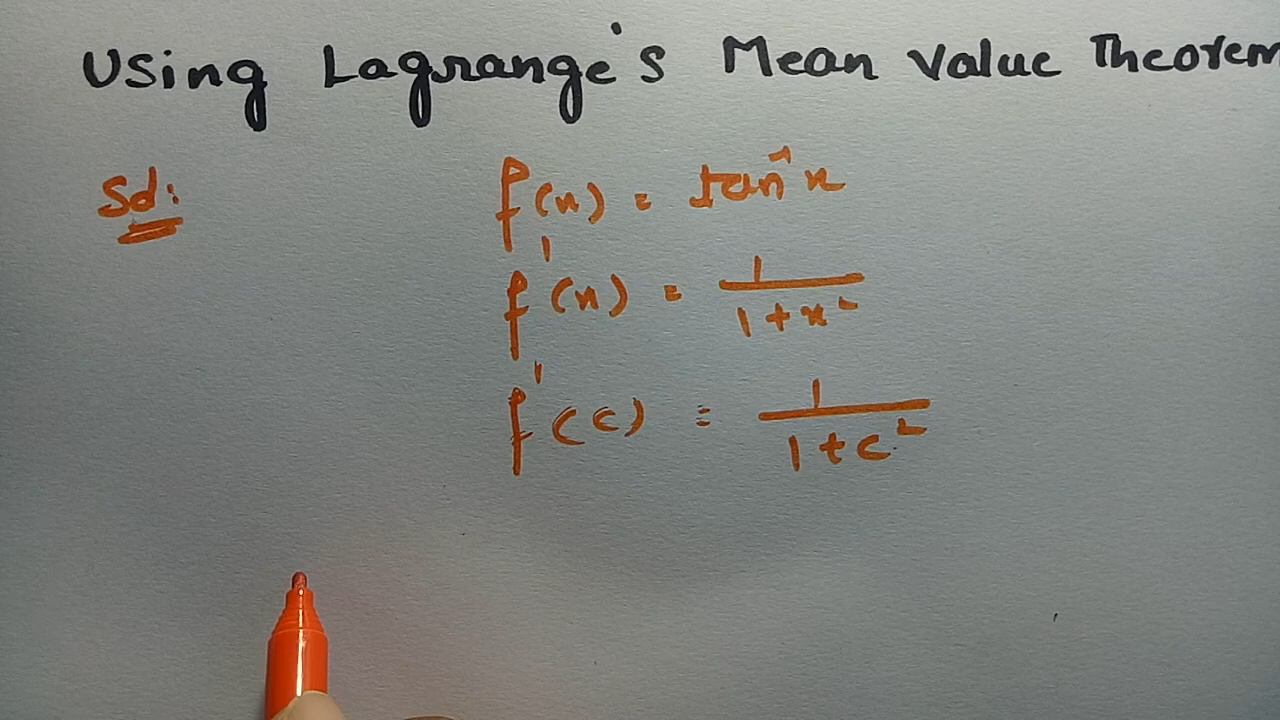 Using Lagrange's Mean Value Theorem
Sol:
f(x) = tan⁻¹x
f'(x) = 1/(1+x²)
f'(c) = 1/(1+c²)